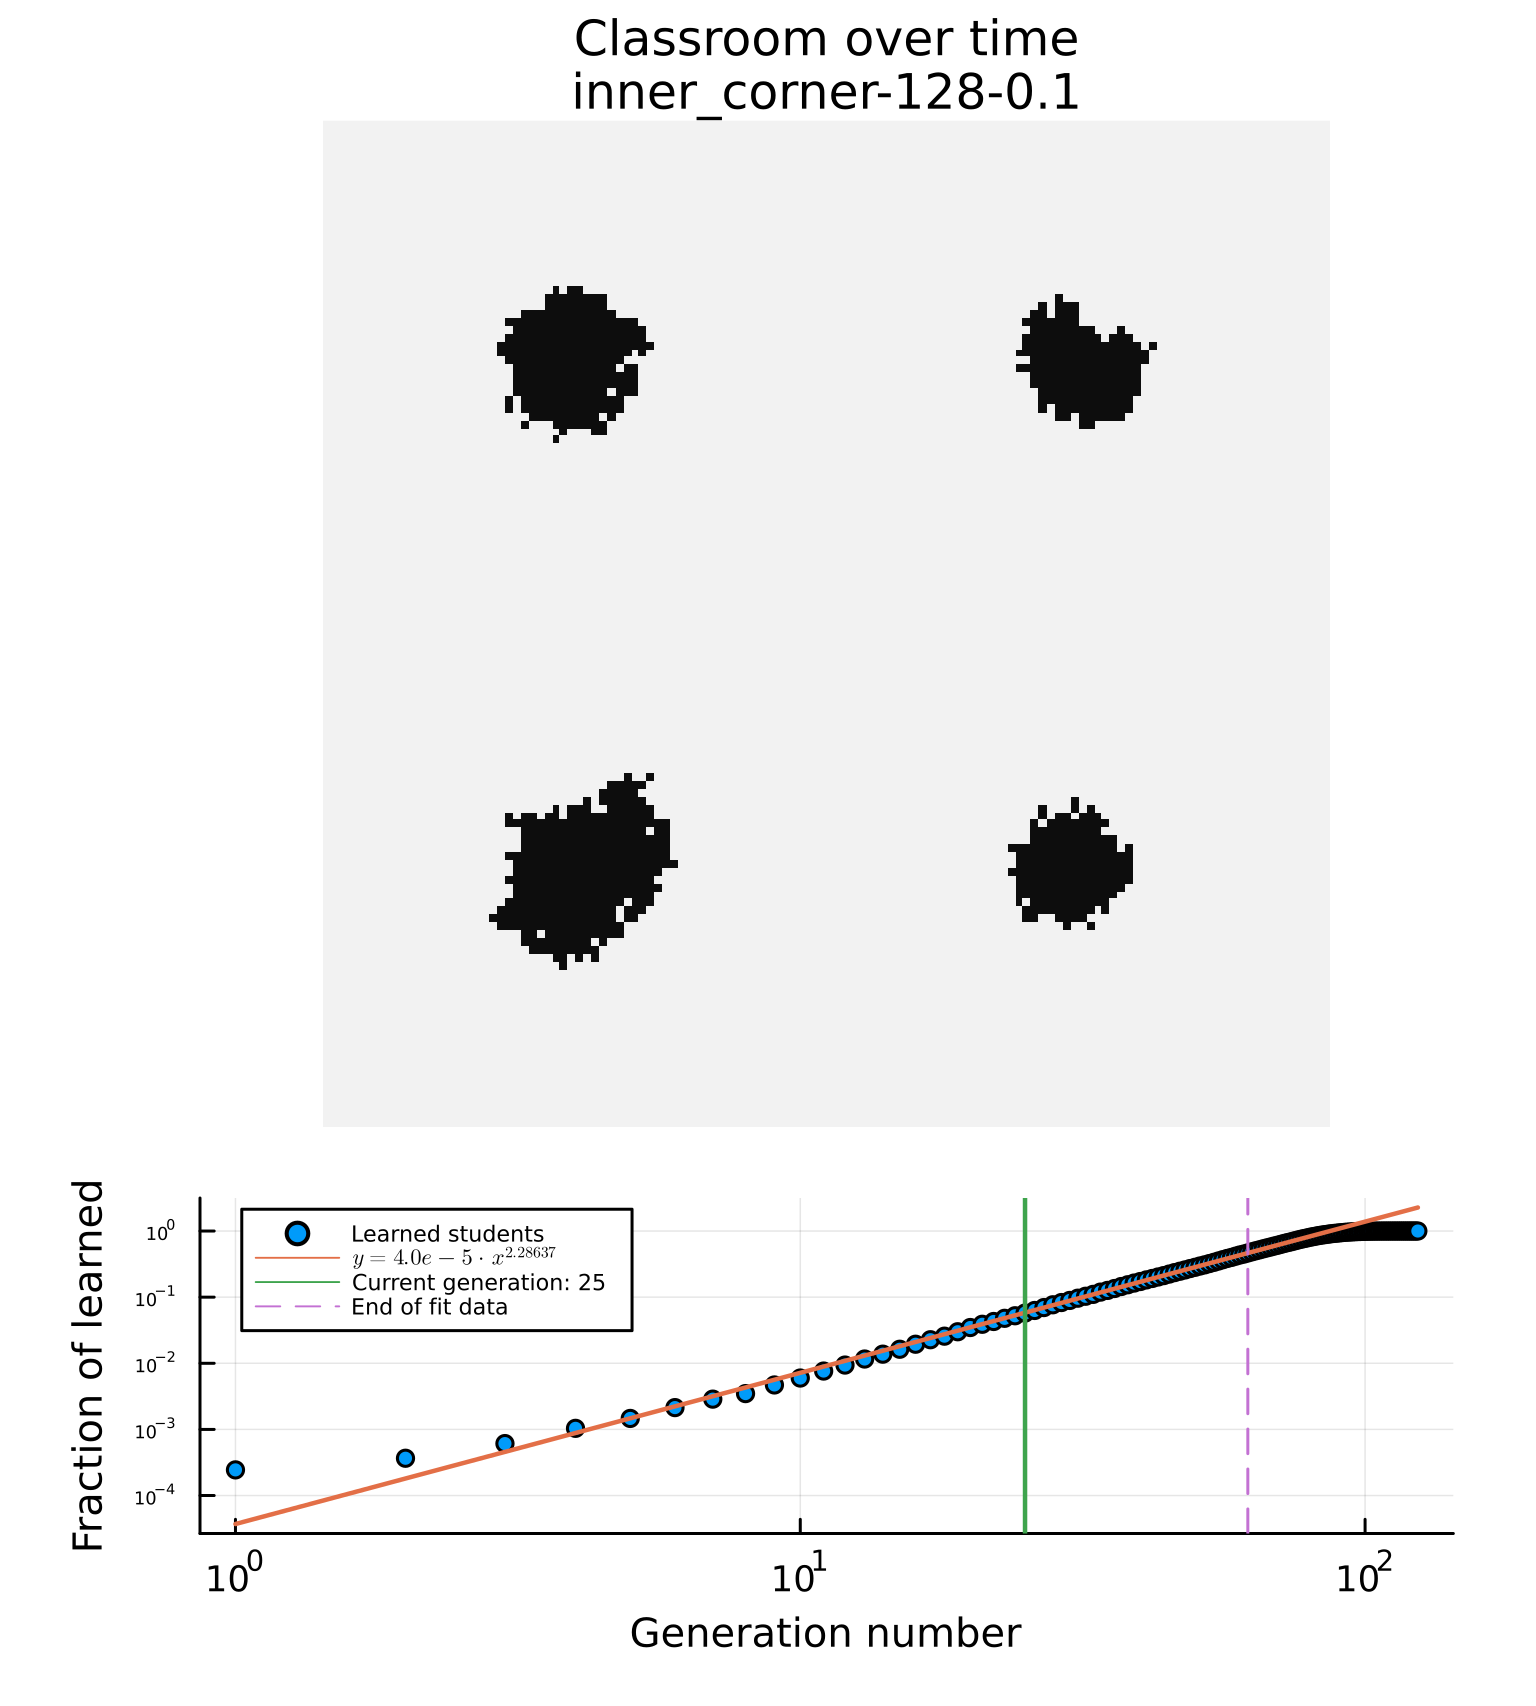 Classroom over time
inner_corner-128-0.1
Fraction of learned
10^0
10^-1
10^-2
10^-3
10^-4
Learned students
y = 4.0e − 5 · x^2.28637
Current generation: 25
End of fit data
10^0 10^1 10^2
Generation number